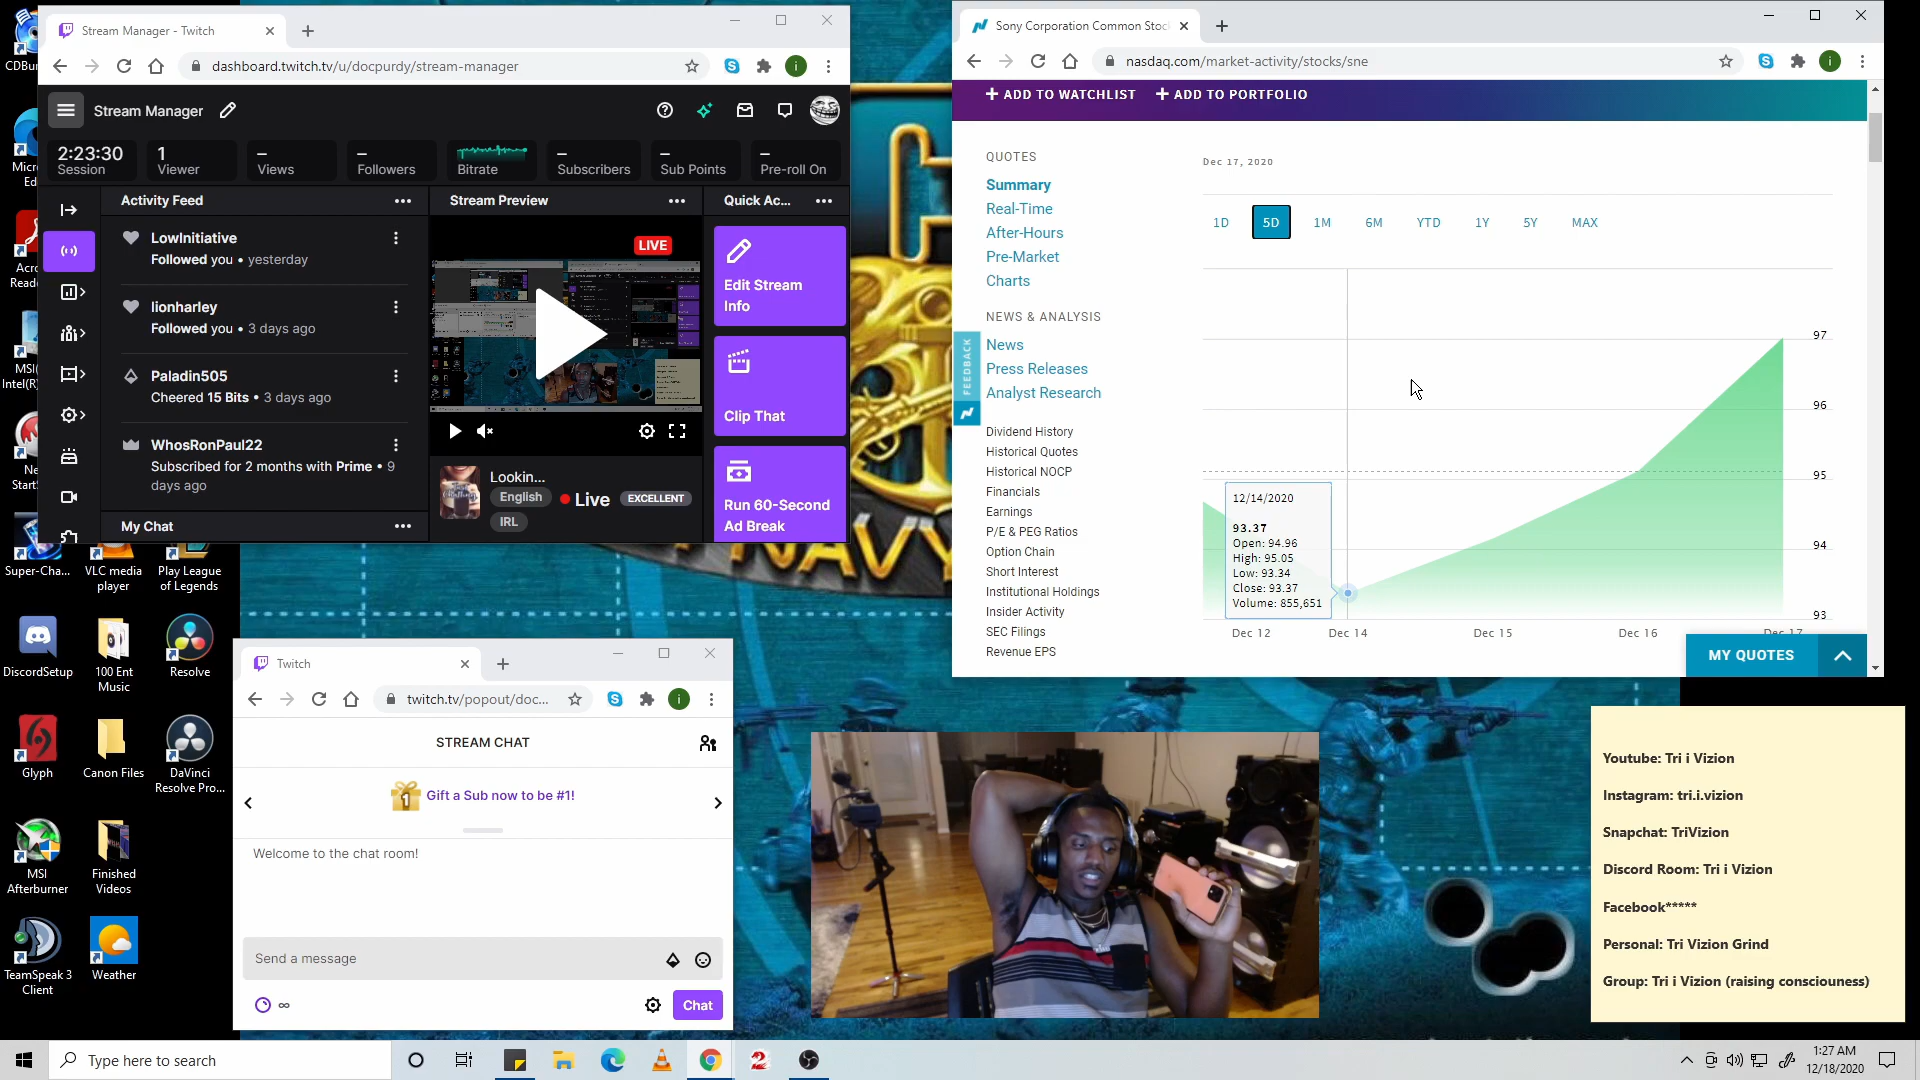 Stream Manager - Twitch
dashboard.twitch.tv/u/docpurdy/stream-manager
Stream Manager
2:23:30
Session
1
Viewer
–
Views
–
Followers
Bitrate
–
Subscribers
–
Sub Points
–
Pre-roll On
Activity Feed
LowInitiative
Followed you • yesterday
lionharley
Followed you • 3 days ago
Paladin505
Cheered 15 Bits • 3 days ago
WhosRonPaul22
Subscribed for 2 months with Prime • 9
days ago
My Chat
Stream Preview
LIVE
Lookin...
English
IRL
Live
EXCELLENT
Quick Ac...
Edit Stream
Info
Clip That
Run 60-Second
Ad Break
Sony Corporation Common Stoc
nasdaq.com/market-activity/stocks/sne
+ ADD TO WATCHLIST
+ ADD TO PORTFOLIO
QUOTES
Summary
Real-Time
After-Hours
Pre-Market
Charts
NEWS & ANALYSIS
News
Press Releases
Analyst Research
Dividend History
Historical Quotes
Historical NOCP
Financials
Earnings
P/E & PEG Ratios
Option Chain
Short Interest
Institutional Holdings
Insider Activity
SEC Filings
Revenue EPS
FEEDBACK
Dec 17, 2020
1D 5D 1M 6M YTD 1Y 5Y MAX
97
96
95
94
93
12/14/2020
93.37
Open: 94.96
High: 95.05
Low: 93.34
Close: 93.37
Volume: 855,651
Dec 12 Dec 14 Dec 15 Dec 16 Dec 17
MY QUOTES
NAVY
Super-Cha...
VLC media
player
Play League
of Legends
DiscordSetup
100 Ent
Music
Resolve
Glyph
Canon Files
DaVinci
Resolve Pro...
MSI
Afterburner
Finished
Videos
TeamSpeak 3
Client
Weather
Twitch
twitch.tv/popout/doc...
STREAM CHAT
1
Gift a Sub now to be #1!
Welcome to the chat room!
Send a message
∞
Chat
Youtube: Tri i Vizion
Instagram: tri.i.vizion
Snapchat: TriVizion
Discord Room: Tri i Vizion
Facebook*****
Personal: Tri Vizion Grind
Group: Tri i Vizion (raising consciouness)
Type here to search
1:27 AM
12/18/2020